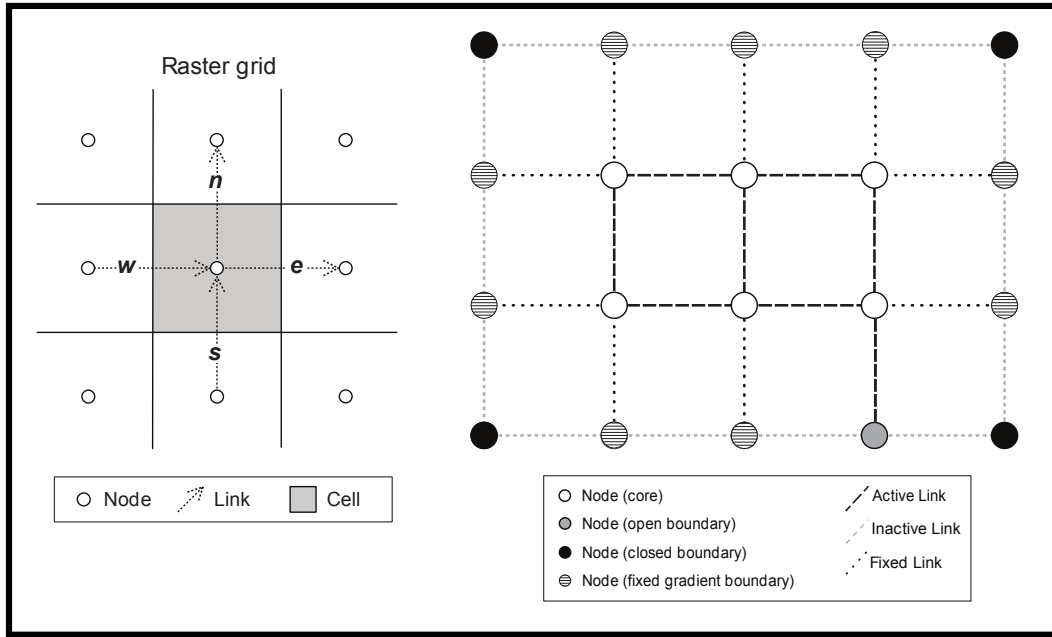 Raster grid
n
w
e
s
Node
Link
Cell
Node (core)
Node (open boundary)
Node (closed boundary)
Node (fixed gradient boundary)
Active Link
Inactive Link
Fixed Link